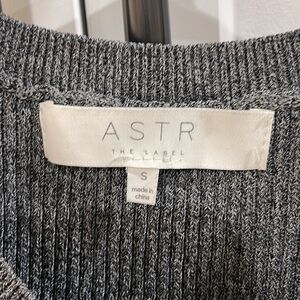 ASTR
THE LABEL
S
made in
china